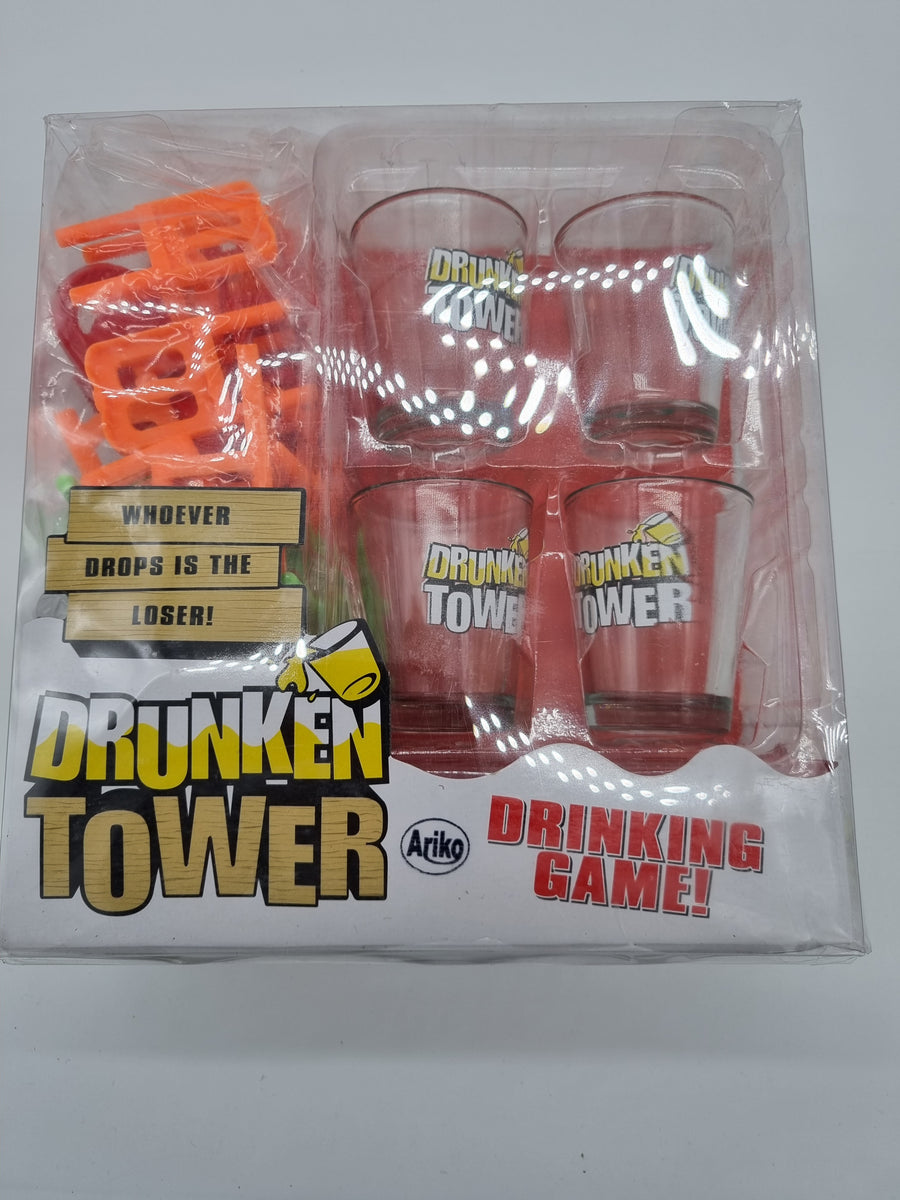 DRUNKEN
TOWER
DRUNKEN
TOWER
DRUNKEN
TOWER
WHOEVER
DROPS IS THE
LOSER!
DRUNKEN
TOWER
Ariko
DRINKING
GAME!